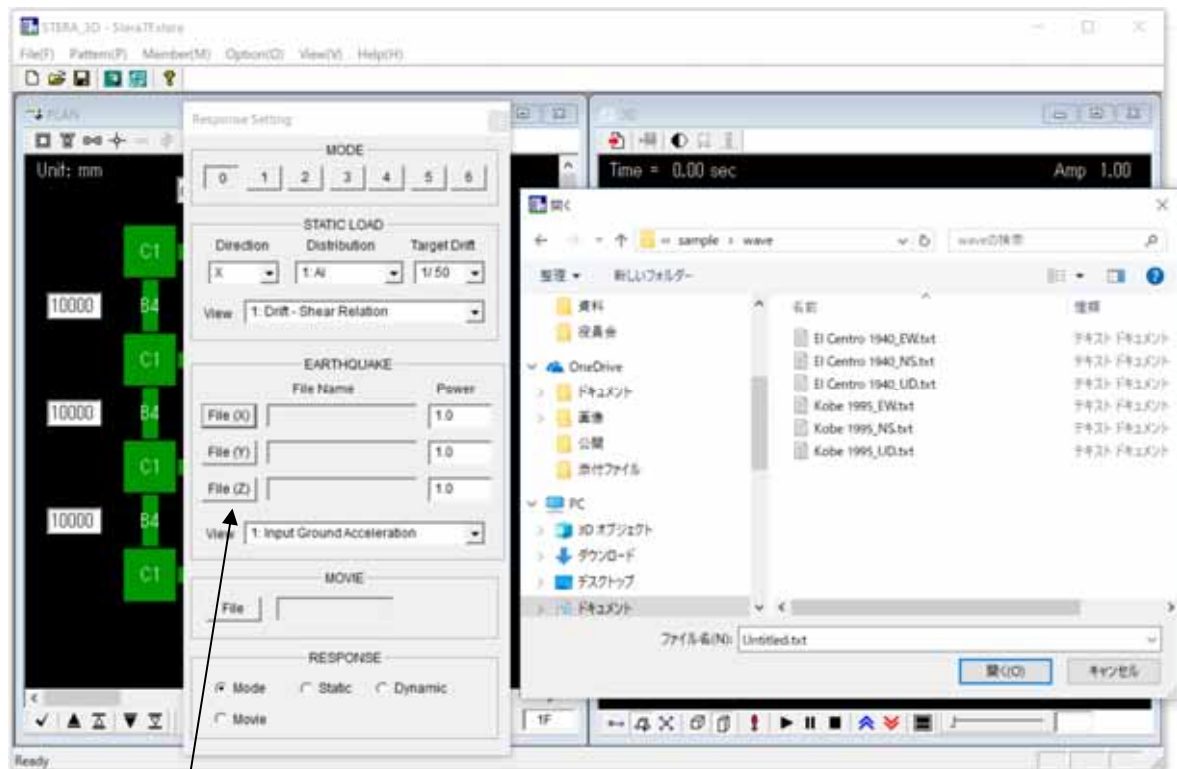 STERA_3D - SteraTExtura
File(F) Pattern(P) Member(M) Option(O) View(V) Help(H)
PLAN
Unit: mm
C1
10000 B4
C1
10000 B4
C1
10000 B4
C1
1F
Ready
Response Setting
MODE
0 1 2 3 4 5 6
STATIC LOAD
Direction Distribution Target Drift
X 1: Ai 1/50
View 1: Drift - Shear Relation
EARTHQUAKE
File Name Power
File (X) 1.0
File (Y) 1.0
File (Z) 1.0
View 1: Input Ground Acceleration
MOVIE
File
RESPONSE
Mode Static Dynamic
Movie
3D
Time = 0.00 sec Amp 1.00
開く
« sample › wave waveの検索
整理 新しいフォルダー
資料
役員会
OneDrive
ドキュメント
画像
公開
添付ファイル
PC
3D オブジェクト
ダウンロード
デスクトップ
ドキュメント
名前 種類
El Centro 1940_EW.txt テキスト ドキュメント
El Centro 1940_NS.txt テキスト ドキュメント
El Centro 1940_UD.txt テキスト ドキュメント
Kobe 1995_EW.txt テキスト ドキュメント
Kobe 1995_NS.txt テキスト ドキュメント
Kobe 1995_UD.txt テキスト ドキュメント
ファイル名(N): Untitled.txt
開く(O) キャンセル